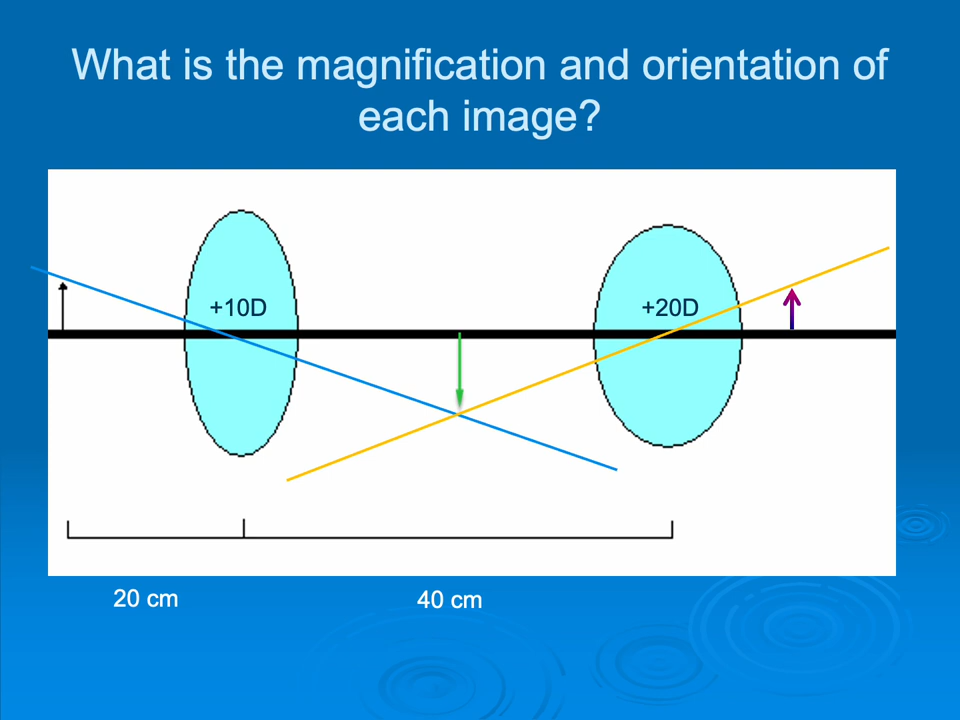 What is the magnification and orientation of
each image?
+10D
+20D
20 cm
40 cm